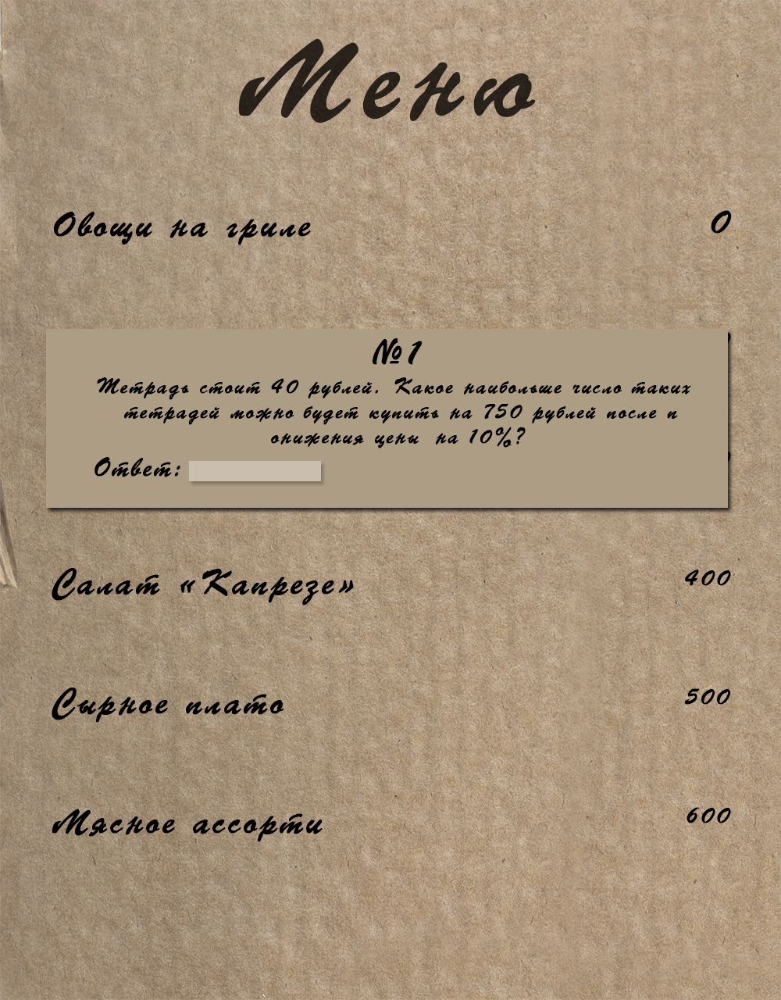 Меню
Овощи на гриле 0
№1
Тетрадь стоит 40 рублей. Какое наибольше число таких
тетрадей можно будет купить на 750 рублей после п
онижения цены на 10%?
Ответ:
Салат «Капрезе» 400
Сырное плато 500
Мясное ассорти 600